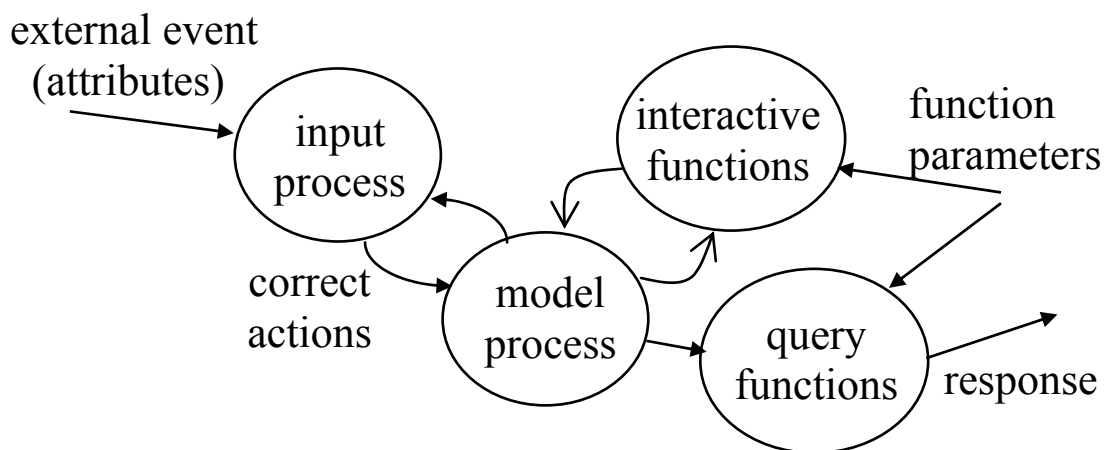 external event
(attributes)
input
process
interactive
functions
function
parameters
correct
actions
model
process
query
functions
response